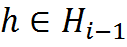 h ∈ H_{i−1}